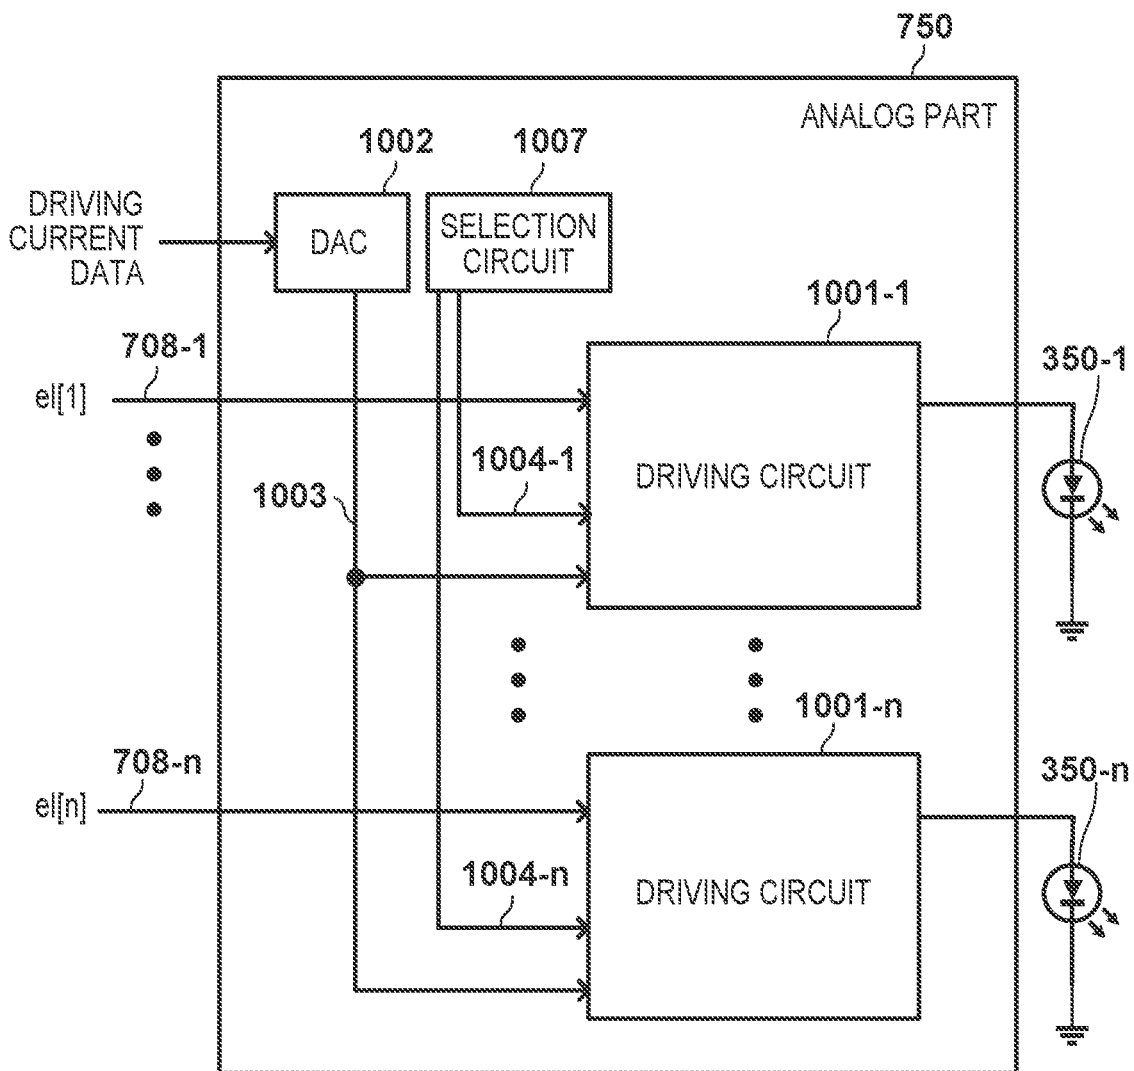 750
ANALOG PART
1002
1007
DRIVING
CURRENT
DATA
DAC
SELECTION
CIRCUIT
1001-1
708-1
350-1
el[1]
1004-1
DRIVING CIRCUIT
1003
1001-n
708-n
350-n
el[n]
1004-n
DRIVING CIRCUIT